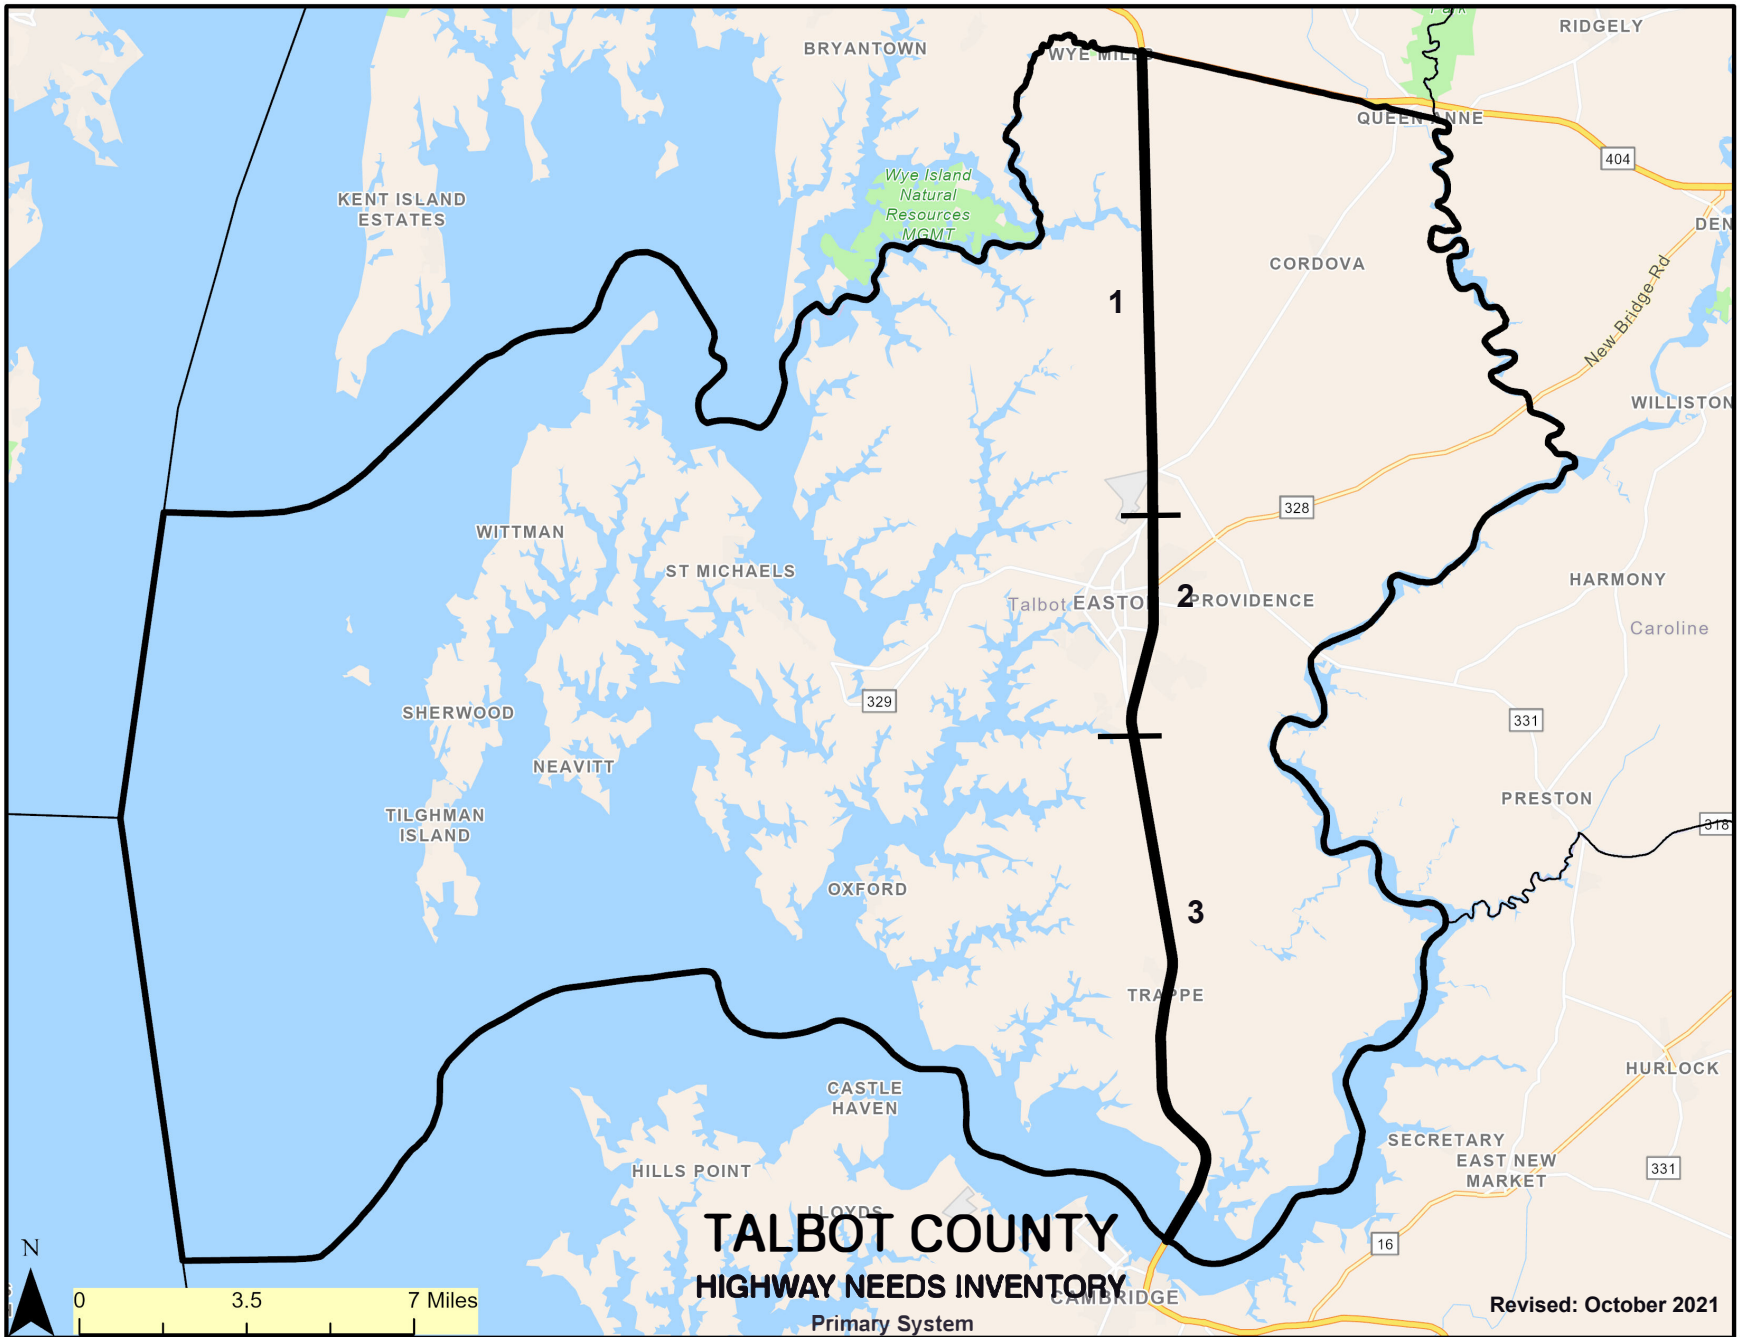 Park
RIDGELY
BRYANTOWN
WYE MILLS
QUEEN ANNE
404
Wye Island
Natural
Resources
MGMT
KENT ISLAND
ESTATES
DEN
CORDOVA
1
New Bridge Rd
WILLISTON
328
WITTMAN
ST MICHAELS
HARMONY
Talbot
EASTO
2
PROVIDENCE
Caroline
329
SHERWOOD
331
NEAVITT
PRESTON
TILGHMAN
ISLAND
318
OXFORD
3
TRAPPE
HURLOCK
CASTLE
HAVEN
SECRETARY
EAST NEW
MARKET
HILLS POINT
331
LLOYDS
TALBOT COUNTY
16
N
HIGHWAY NEEDS INVENTORY
CAMBRIDGE
0 3.5 7 Miles
Revised: October 2021
Primary System